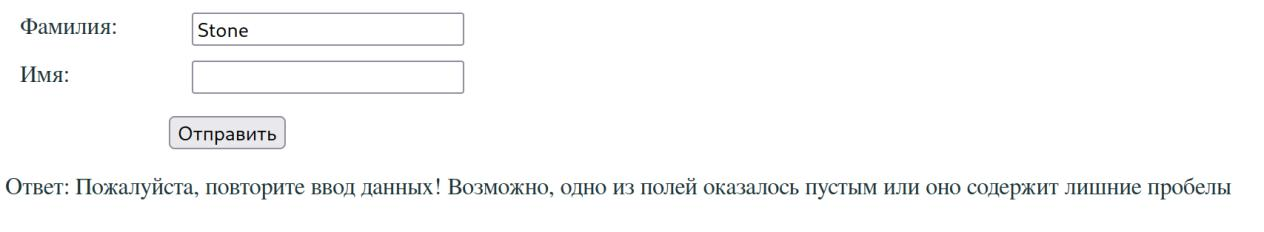 Фамилия: Stone
Имя:
Отправить
Ответ: Пожалуйста, повторите ввод данных! Возможно, одно из полей оказалось пустым или оно содержит лишние пробелы